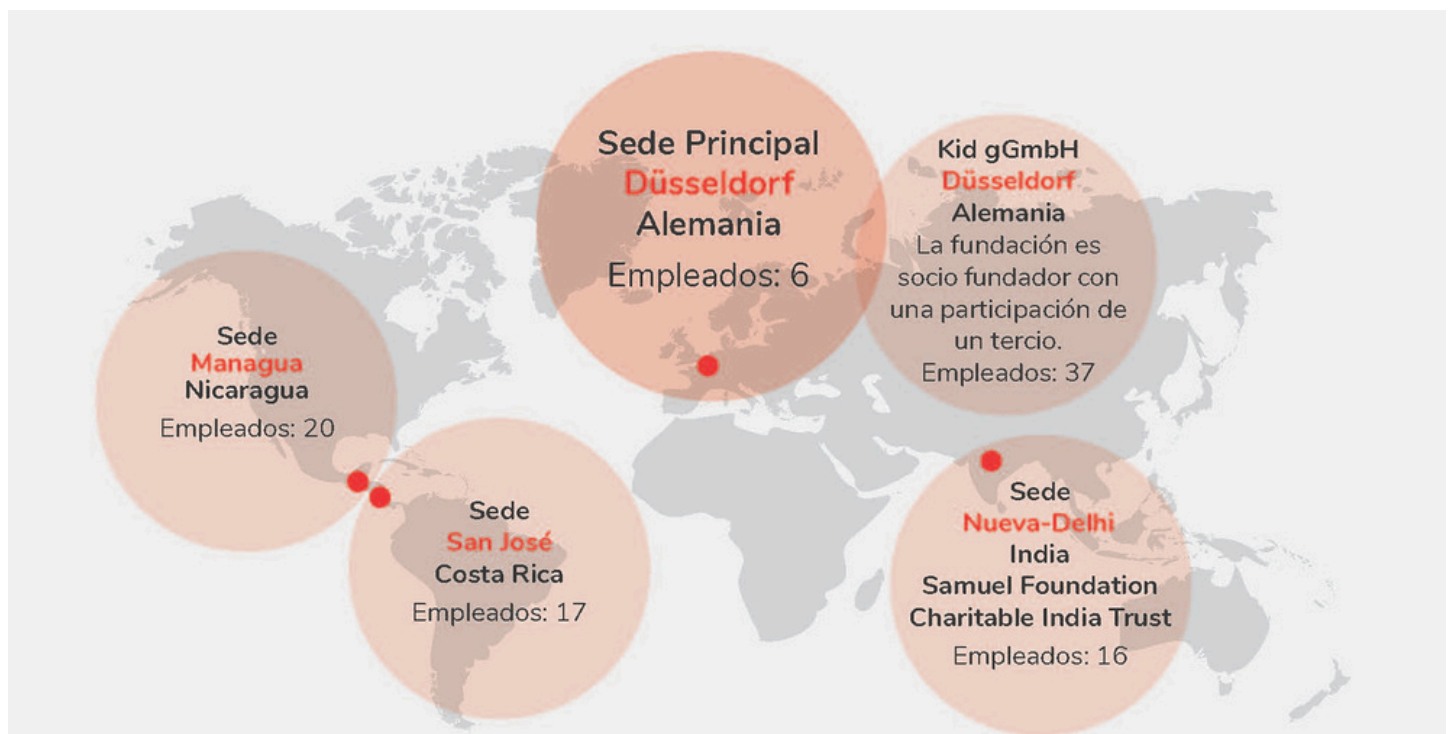 Sede Principal
Düsseldorf
Alemania
Empleados: 6
Kid gGmbH
Düsseldorf
Alemania
La fundación es
socio fundador con
una participación de
un tercio.
Empleados: 37
Sede
Managua
Nicaragua
Empleados: 20
Sede
San José
Costa Rica
Empleados: 17
Sede
Nueva-Delhi
India
Samuel Foundation
Charitable India Trust
Empleados: 16